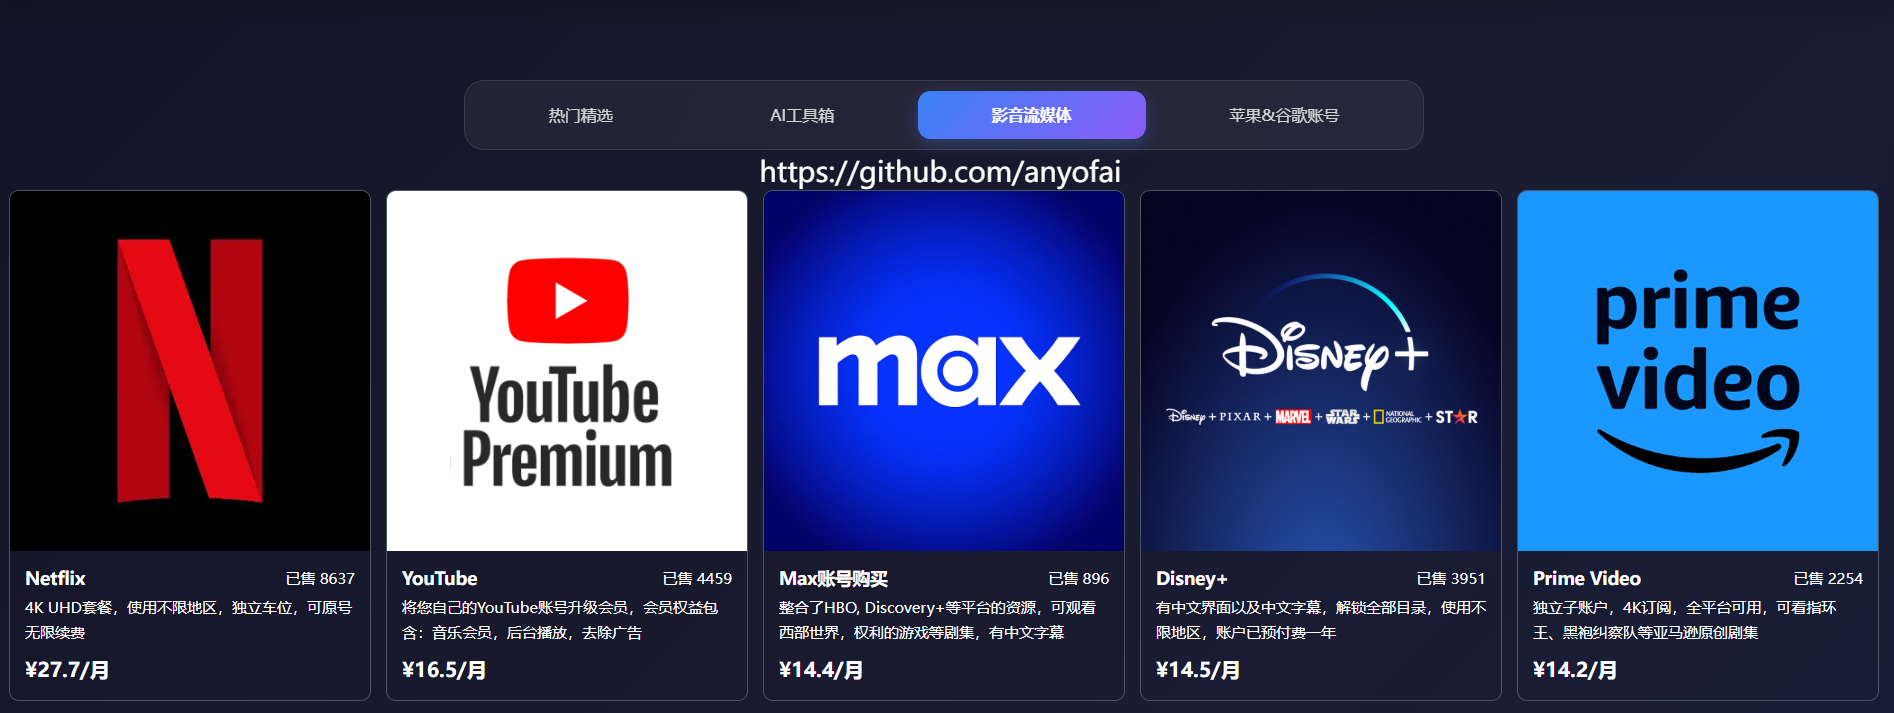 热门精选
AI工具箱
影音流媒体
苹果&谷歌账号
https://github.com/anyofai
YouTube
Premium
max
Disney+
Disney + PIXAR + MARVEL + STAR WARS + NATIONAL GEOGRAPHIC + STAR
prime
video
Netflix
已售 8637
4K UHD套餐，使用不限地区，独立车位，可原号
无限续费
¥27.7/月
YouTube
已售 4459
将您自己的YouTube账号升级会员，会员权益包
含：音乐会员，后台播放，去除广告
¥16.5/月
Max账号购买
已售 896
整合了HBO, Discovery+等平台的资源，可观看
西部世界，权利的游戏等剧集，有中文字幕
¥14.4/月
Disney+
已售 3951
有中文界面以及中文字幕，解锁全部目录，使用不
限地区，账户已预付费一年
¥14.5/月
Prime Video
已售 2254
独立子账户，4K订阅，全平台可用，可看指环
王、黑袍纠察队等亚马逊原创剧集
¥14.2/月